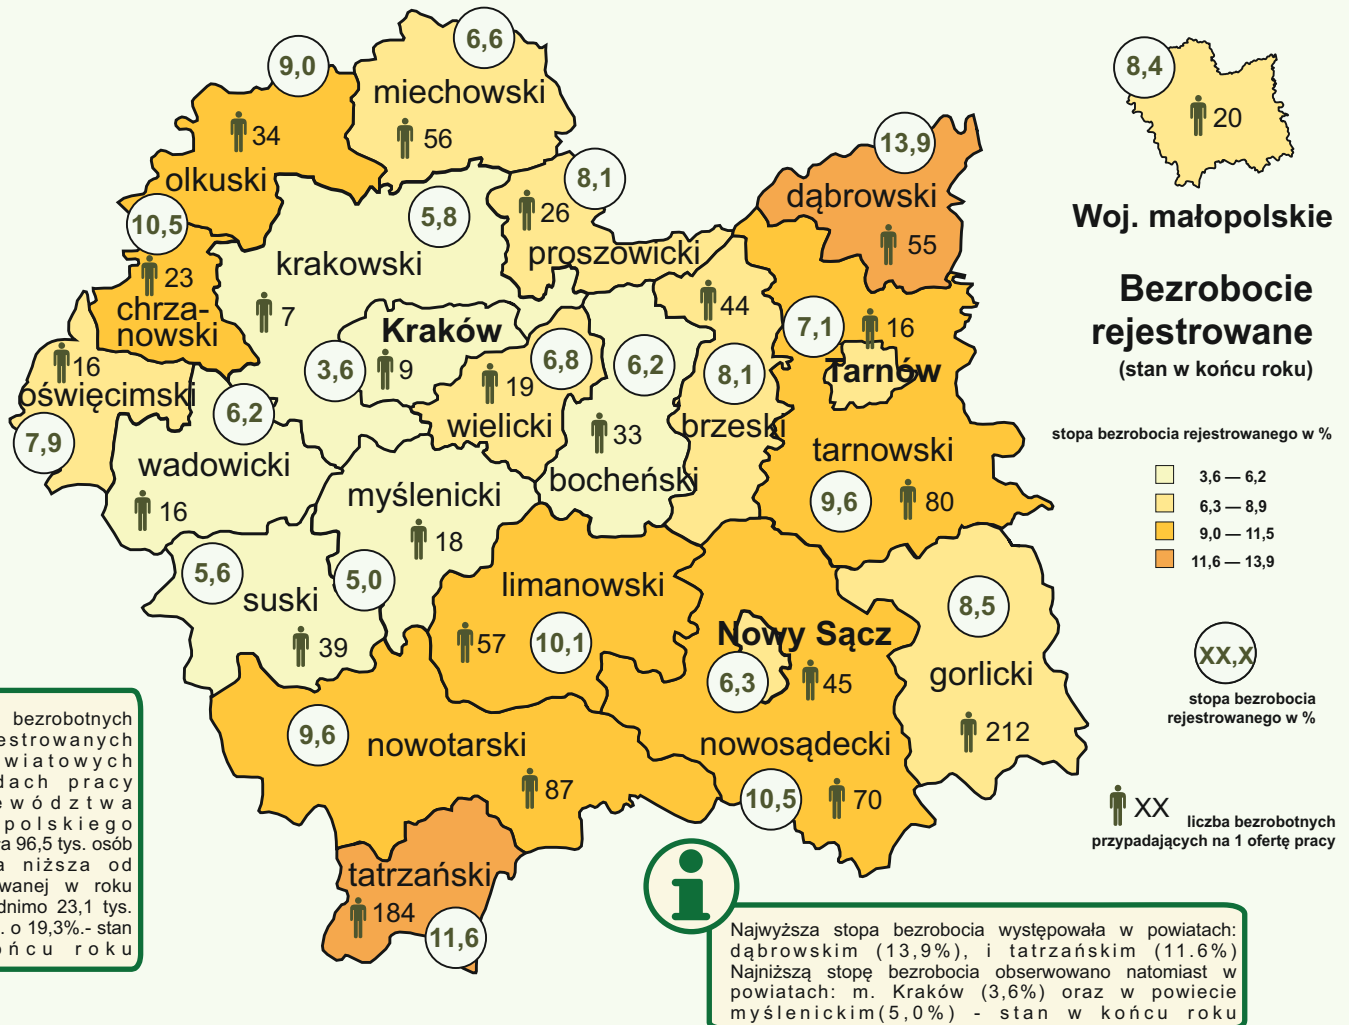 6,6
9,0
miechowski
56
34
olkuski
8,4
20
Woj. małopolskie
13,9
dąbrowski
55
8,1
26
proszowicki
5,8
krakowski
7
10,5
23
chrza-
nowski
Bezrobocie
rejestrowane
(stan w końcu roku)
Kraków
3,6
9
6,8
19
wielicki
6,2
33
bocheński
44
8,1
brzeski
7,1
16
Tarnów
tarnowski
9,6
80
16
oświęcimski
7,9
6,2
wadowicki
16
myślenicki
18
5,0
5,6
suski
39
limanowski
57
10,1
Nowy Sącz
6,3
45
nowosądecki
10,5
70
8,5
gorlicki
212
9,6
nowotarski
87
tatrzański
184
11,6
stopa bezrobocia rejestrowanego w %
3,6 — 6,2
6,3 — 8,9
9,0 — 11,5
11,6 — 13,9
XX,X
stopa bezrobocia
rejestrowanego w %
XX
liczba bezrobotnych
przypadających na 1 ofertę pracy
bezrobotnych
estrowanych
wiatowych
dach pracy
ewództwa
polskiego
a 96,5 tys. osób
a niższa od
wanej w roku
dnimo 23,1 tys.
. o 19,3%.- stan
ońcu roku
Najwyższa stopa bezrobocia występowała w powiatach:
dąbrowskim (13,9%), i tatrzańskim (11.6%)
Najniższą stopę bezrobocia obserwowano natomiast w
powiatach: m. Kraków (3,6%) oraz w powiecie
myślenickim(5,0%) - stan w końcu roku